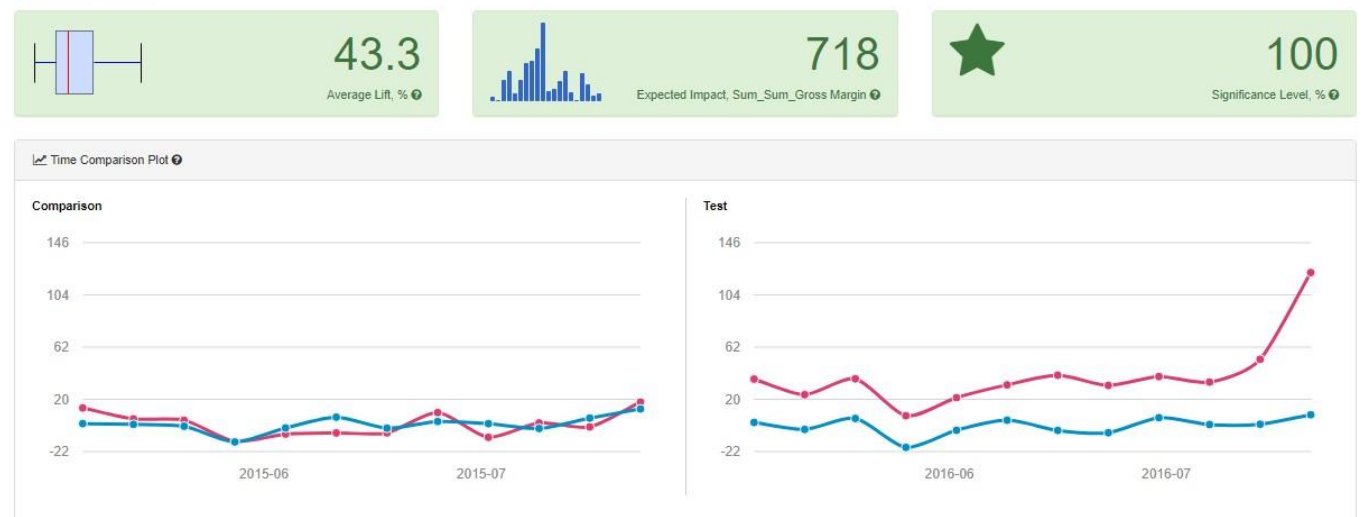 43.3
Average Lift, %
718
Expected Impact, Sum_Sum_Gross Margin
100
Significance Level, %
Time Comparison Plot
Comparison
146
104
62
20
-22
2015-06
2015-07
Test
146
104
62
20
-22
2016-06
2016-07